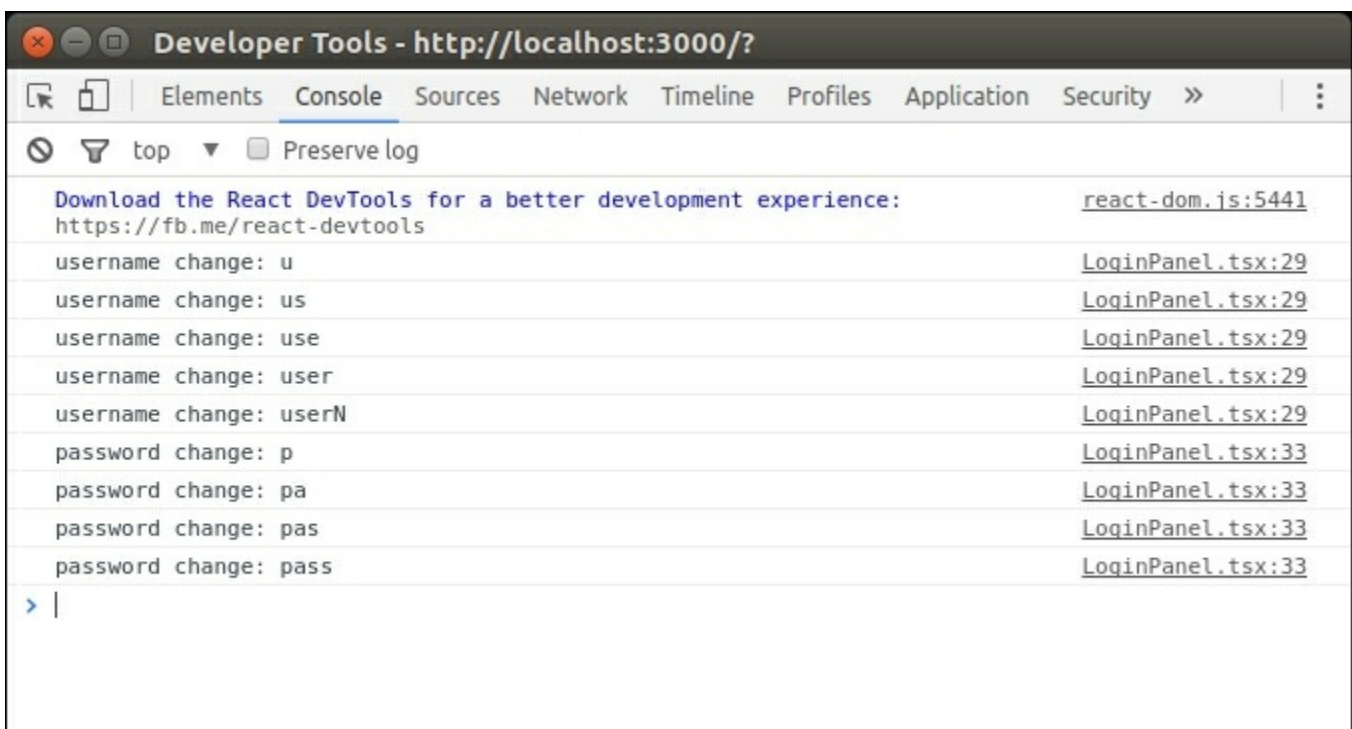 Developer Tools - http://localhost:3000/?
Elements Console Sources Network Timeline Profiles Application Security »
top ▼ Preserve log
Download the React DevTools for a better development experience: react-dom.js:5441
https://fb.me/react-devtools
username change: u LoginPanel.tsx:29
username change: us LoginPanel.tsx:29
username change: use LoginPanel.tsx:29
username change: user LoginPanel.tsx:29
username change: userN LoginPanel.tsx:29
password change: p LoginPanel.tsx:33
password change: pa LoginPanel.tsx:33
password change: pas LoginPanel.tsx:33
password change: pass LoginPanel.tsx:33